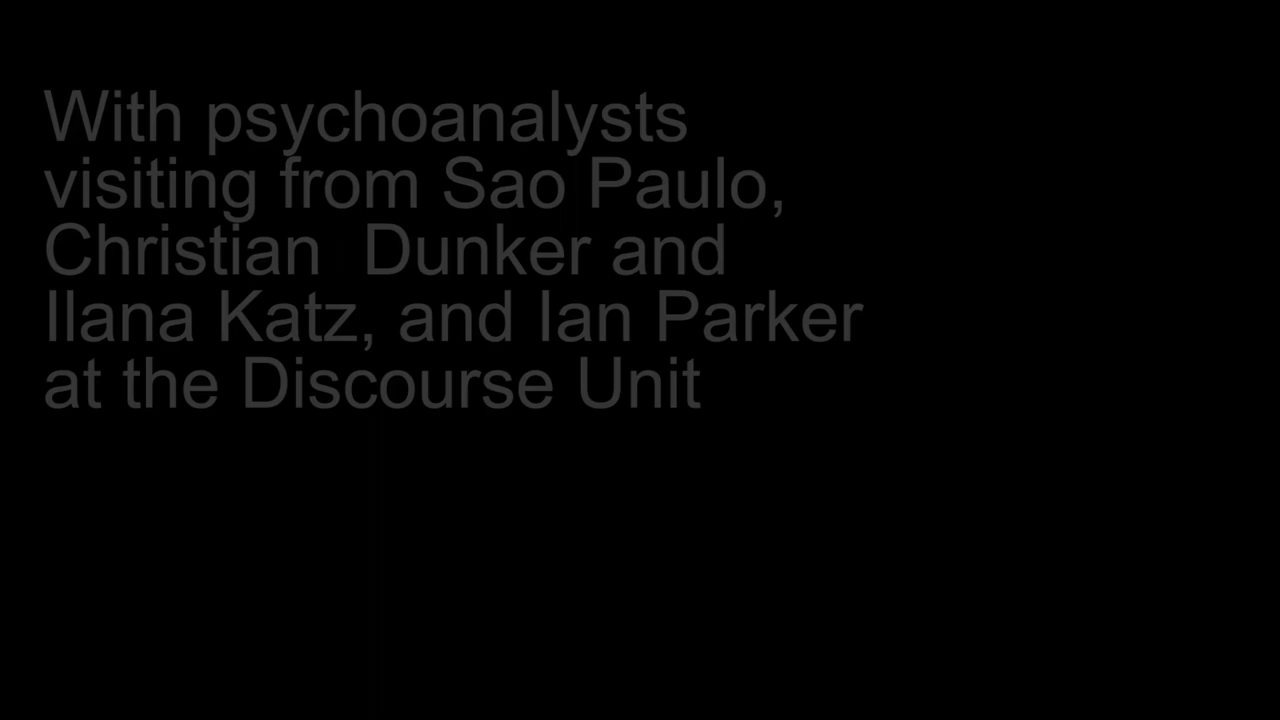 With psychoanalysts
visiting from Sao Paulo,
Christian  Dunker and
Ilana Katz, and Ian Parker
at the Discourse Unit